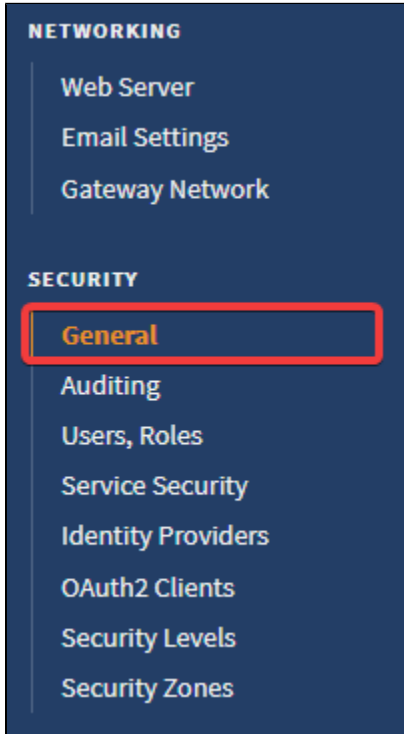 NETWORKING
Web Server
Email Settings
Gateway Network
SECURITY
General
Auditing
Users, Roles
Service Security
Identity Providers
OAuth2 Clients
Security Levels
Security Zones